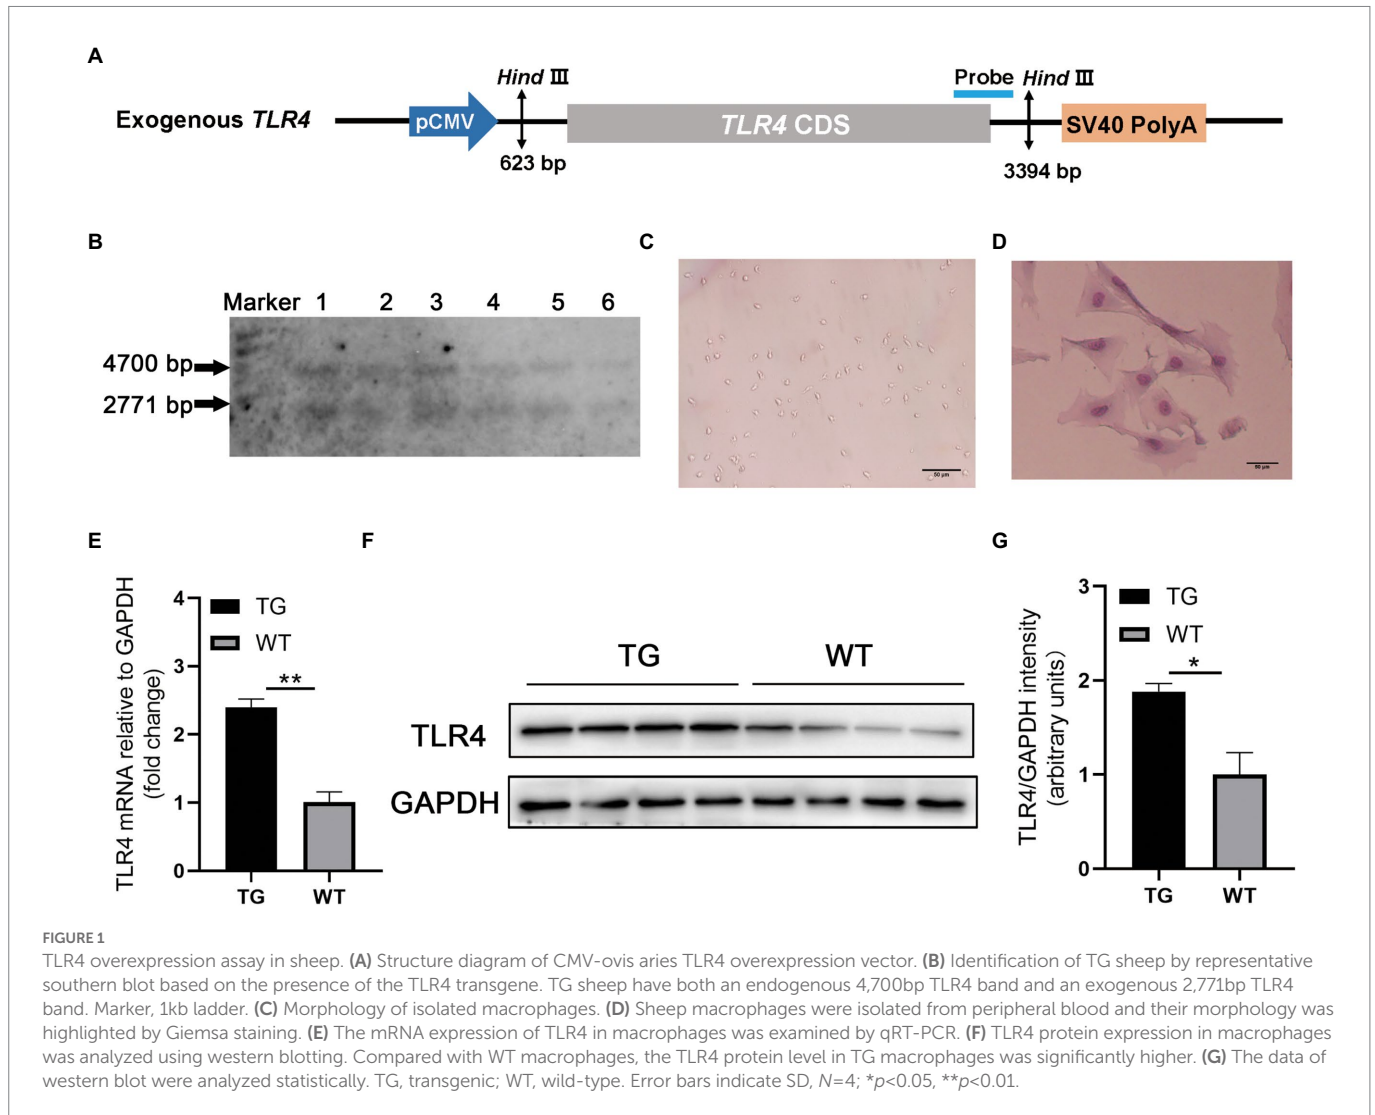 A
Hind III
Probe Hind III
Exogenous TLR4
pCMV
TLR4 CDS
SV40 PolyA
623 bp
3394 bp
B
C
D
Marker 1 2 3 4 5 6
4700 bp
2771 bp
50 μm
50 μm
E
F
G
TLR4 mRNA relative to GAPDH
(fold change)
4
3
2
1
0
TG
WT
**
TG
WT
TG
WT
TLR4
GAPDH
TLR4/GAPDH intensity
(arbitrary units)
3
2
1
0
TG
WT
*
TG
WT
FIGURE 1
TLR4 overexpression assay in sheep. (A) Structure diagram of CMV-ovis aries TLR4 overexpression vector. (B) Identification of TG sheep by representative
southern blot based on the presence of the TLR4 transgene. TG sheep have both an endogenous 4,700bp TLR4 band and an exogenous 2,771bp TLR4
band. Marker, 1kb ladder. (C) Morphology of isolated macrophages. (D) Sheep macrophages were isolated from peripheral blood and their morphology was
highlighted by Giemsa staining. (E) The mRNA expression of TLR4 in macrophages was examined by qRT-PCR. (F) TLR4 protein expression in macrophages
was analyzed using western blotting. Compared with WT macrophages, the TLR4 protein level in TG macrophages was significantly higher. (G) The data of
western blot were analyzed statistically. TG, transgenic; WT, wild-type. Error bars indicate SD, N=4; *p<0.05, **p<0.01.